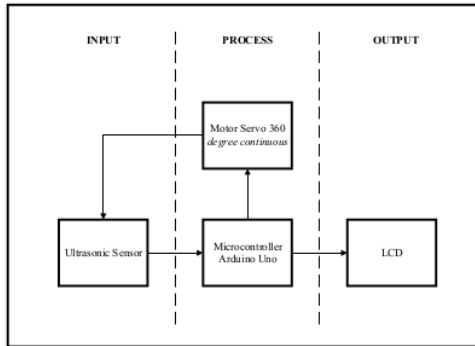 INPUT
PROCESS
OUTPUT
Motor Servo 360
degree continuous
Ultrasonic Sensor
Microcontroller
Arduino Uno
LCD